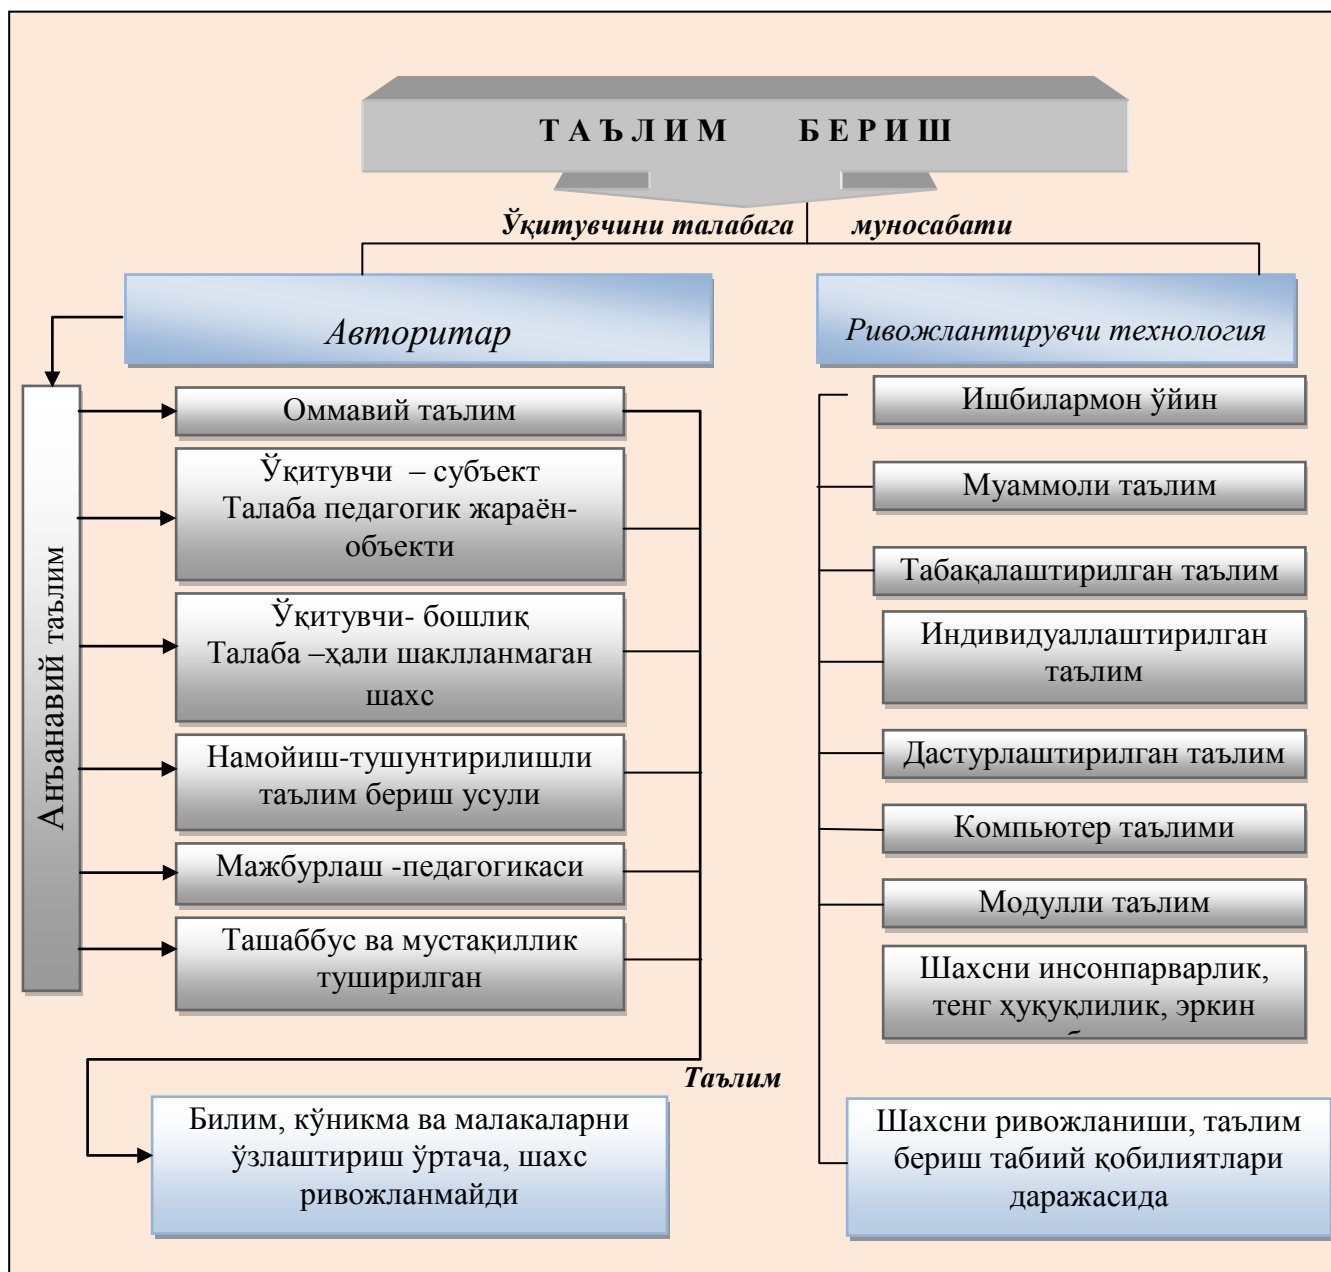 ТАЪЛИМ БЕРИШ
Ўқитувчини талабага муносабати
Авторитар
Анъанавий таълим
Оммавий таълим
Ўқитувчи – субъект
Талаба педагогик жараён-
объекти
Ўқитувчи- бошлиқ
Талаба –ҳали шаклланмаган
шахс
Намойиш-тушунтирилишли
таълим бериш усули
Мажбурлаш -педагогикаси
Ташаббус ва мустақиллик
туширилган
Ривожлантирувчи технология
Ишбилармон ўйин
Муаммоли таълим
Табақалаштирилган таълим
Индивидуаллаштирилган
таълим
Дастурлаштирилган таълим
Компьютер таълими
Модулли таълим
Шахсни инсонпарварлик,
тенг ҳуқуқлилик, эркин
Таълим
Билим, кўникма ва малакаларни
ўзлаштириш ўртача, шахс
ривожланмайди
Шахсни ривожланиши, таълим
бериш табиий қобилиятлари
даражасида